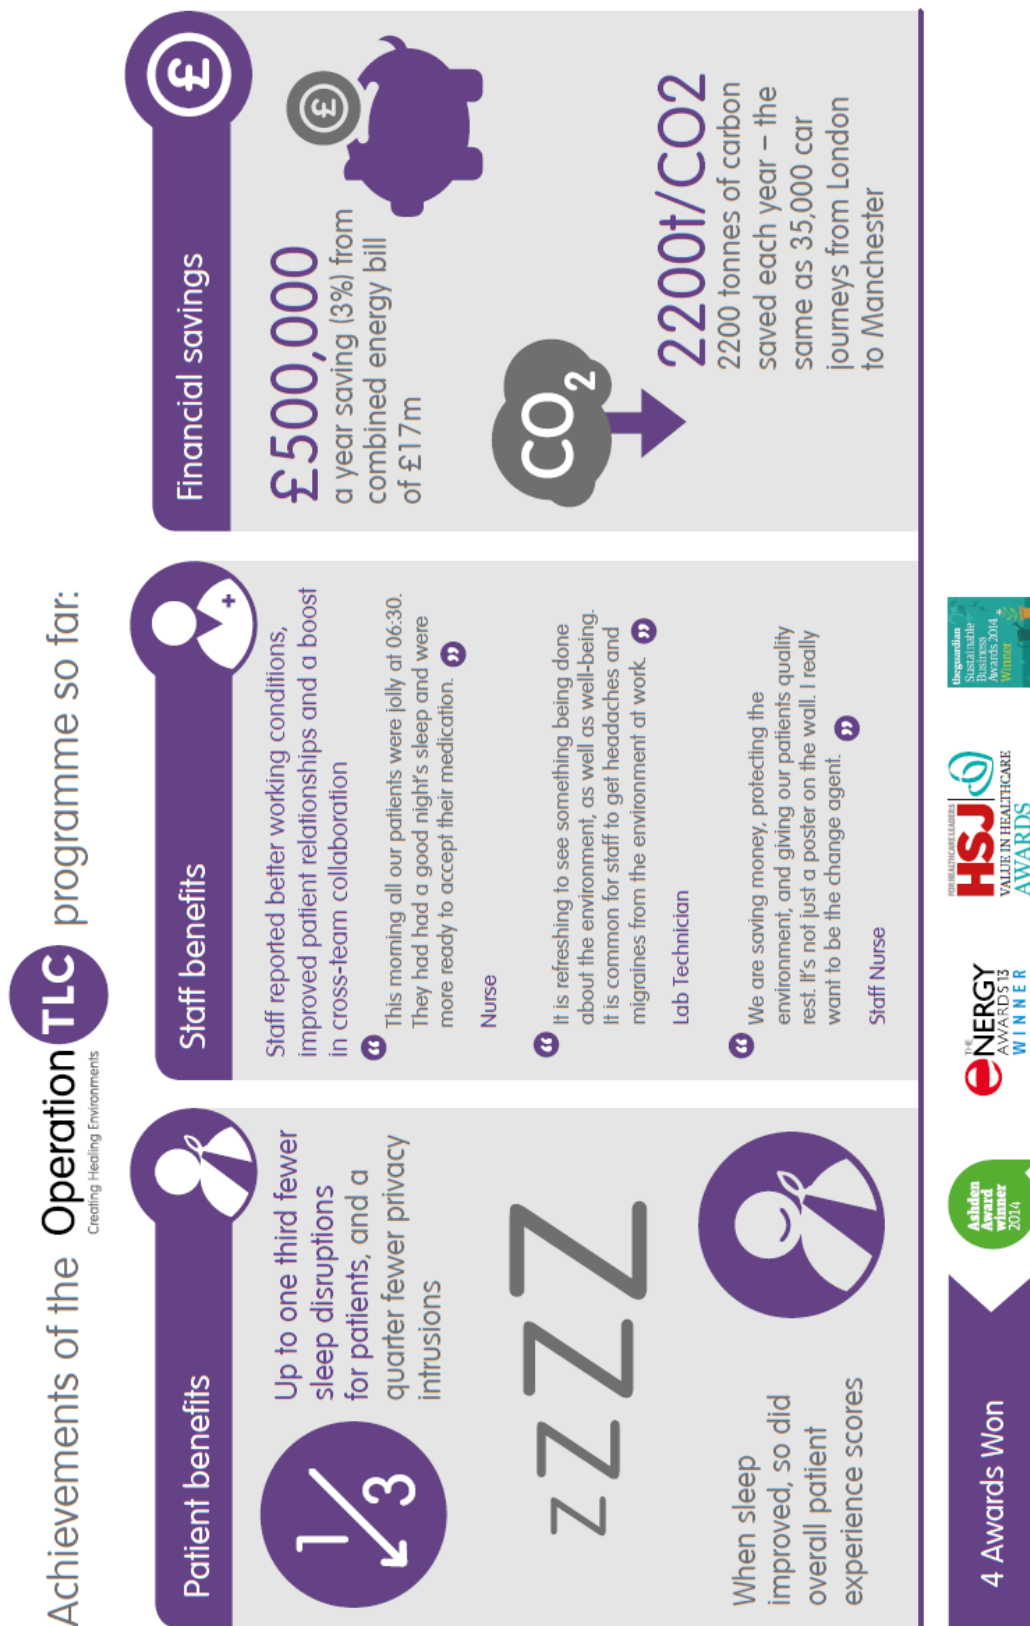 Achievements of the Operation TLC programme so far:
Creating Healing Environments
Patient benefits
1/3
Up to one third fewer
sleep disruptions
for patients, and a
quarter fewer privacy
intrusions
z z z z
When sleep
improved, so did
overall patient
experience scores
Staff benefits
Staff reported better working conditions,
improved patient relationships and a boost
in cross-team collaboration
“ This morning all our patients were jolly at 06:30.
They had had a good night's sleep and were
more ready to accept their medication. ”
Nurse
“ It is refreshing to see something being done
about the environment, as well as well-being.
It is common for staff to get headaches and
migraines from the environment at work. ”
Lab Technician
“ We are saving money, protecting the
environment, and giving our patients quality
rest. It's not just a poster on the wall. I really
want to be the change agent. ”
Staff Nurse
Financial savings
£
£
£500,000
a year saving (3%) from
combined energy bill
of £17m
CO2
2200t/CO2
2200 tonnes of carbon
saved each year – the
same as 35,000 car
journeys from London
to Manchester
4 Awards Won
Ashden
Award
winner
2014
THE
eNERGY
AWARDS 13
WINNER
FOR HEALTHCARE LEADERS
HSJ
VALUE IN HEALTHCARE
AWARDS
theguardian
Sustainable
Business
Awards 2014
Winner